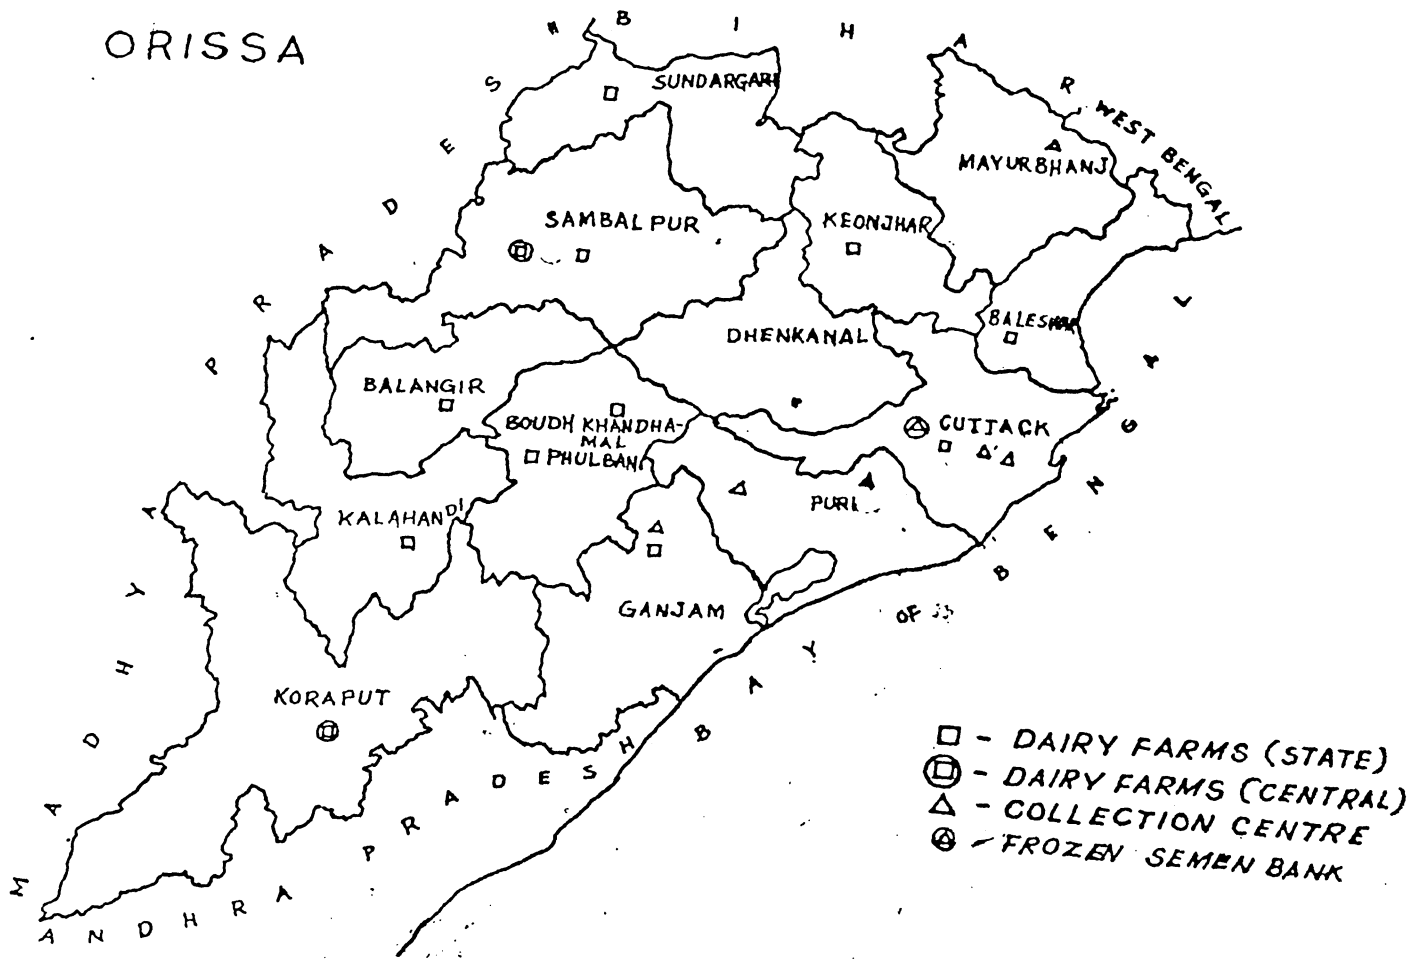 ORISSA
BIHAR
WEST BENGAL
MADHYA PRADESH
SUNDARGARH
MAYURBHANJ
SAMBALPUR
KEONJHAR
BALESWAR
DHENKANAL
BALANGIR
BOUDH KHANDHA-
MAL
PHULBANI
CUTTACK
PURI
KALAHANDI
GANJAM
KORAPUT
BAY OF BENGAL
ANDHRA PRADESH
- DAIRY FARMS (STATE)
- DAIRY FARMS (CENTRAL)
- COLLECTION CENTRE
- FROZEN SEMEN BANK